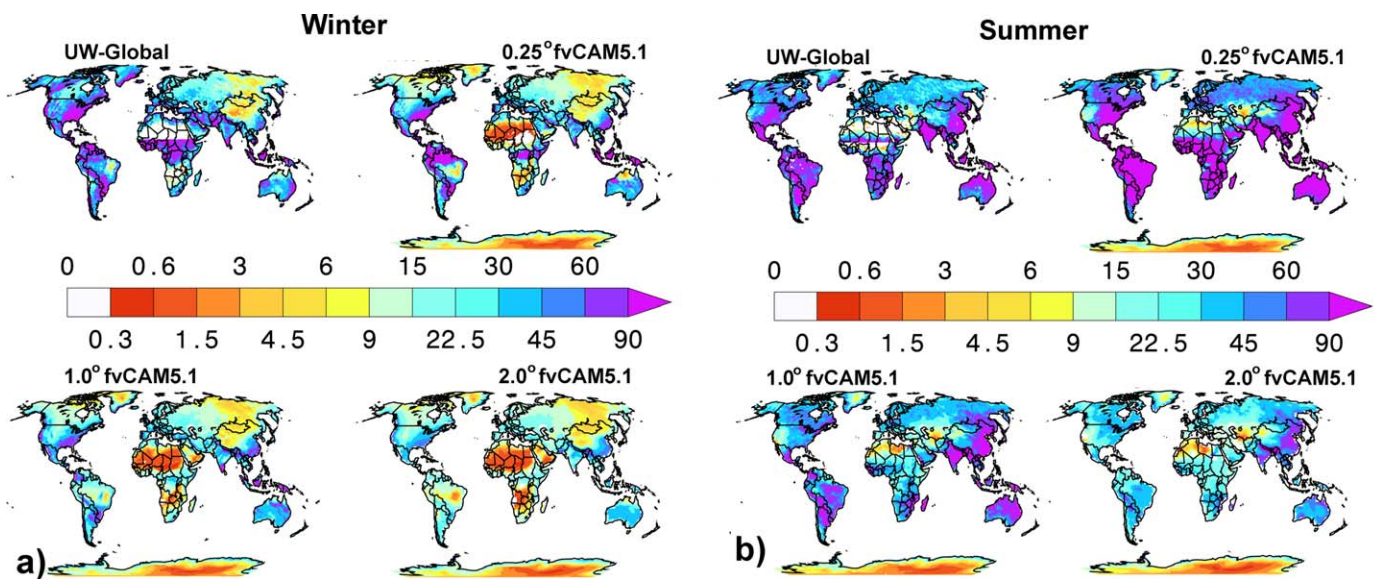 Winter
UW-Global 0.25° fvCAM5.1
0 0.6 3 6 15 30 60
0.3 1.5 4.5 9 22.5 45 90
1.0° fvCAM5.1 2.0° fvCAM5.1
a)
Summer
UW-Global 0.25° fvCAM5.1
0 0.6 3 6 15 30 60
0.3 1.5 4.5 9 22.5 45 90
1.0° fvCAM5.1 2.0° fvCAM5.1
b)